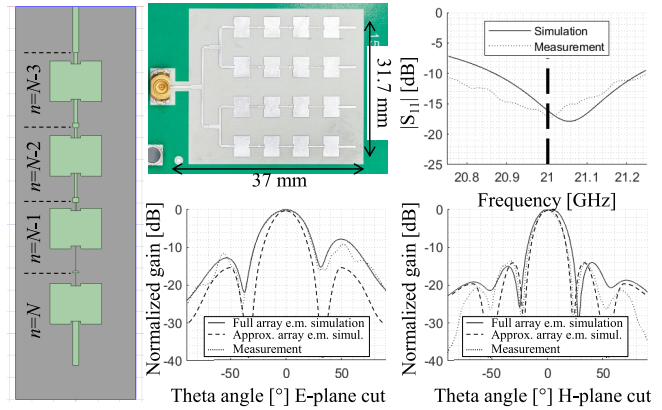 n=N-3
n=N-2
n=N-1
n=N
31.7 mm
37 mm
0
-5
-10
-15
-20
-25
|S11| [dB]
Simulation
Measurement
20.8
20.9
21
21.1
21.2
Frequency [GHz]
0
-10
-20
-30
-40
Normalized gain [dB]
Full array e.m. simulation
Approx. array e.m. simul.
Measurement
-50
0
50
Theta angle [°] E-plane cut
0
-10
-20
-30
-40
Normalized gain [dB]
Full array e.m. simulation
Approx. array e.m. simul.
Measurement
-50
0
50
Theta angle [°] H-plane cut